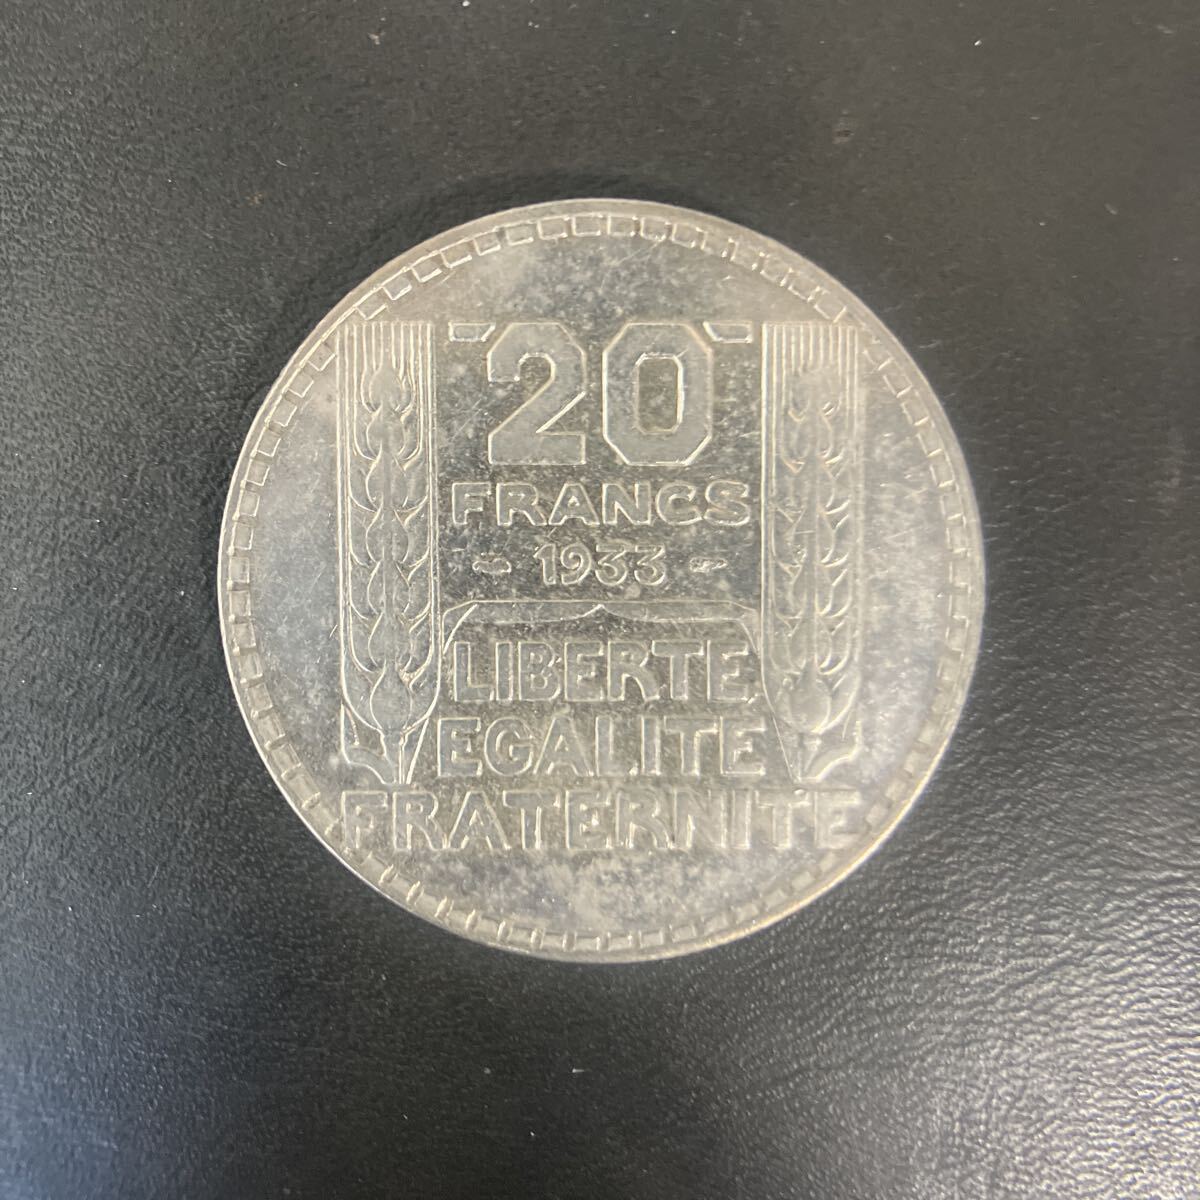 20
FRANCS
1933
LIBERTE
EGALITE
FRATERNITE